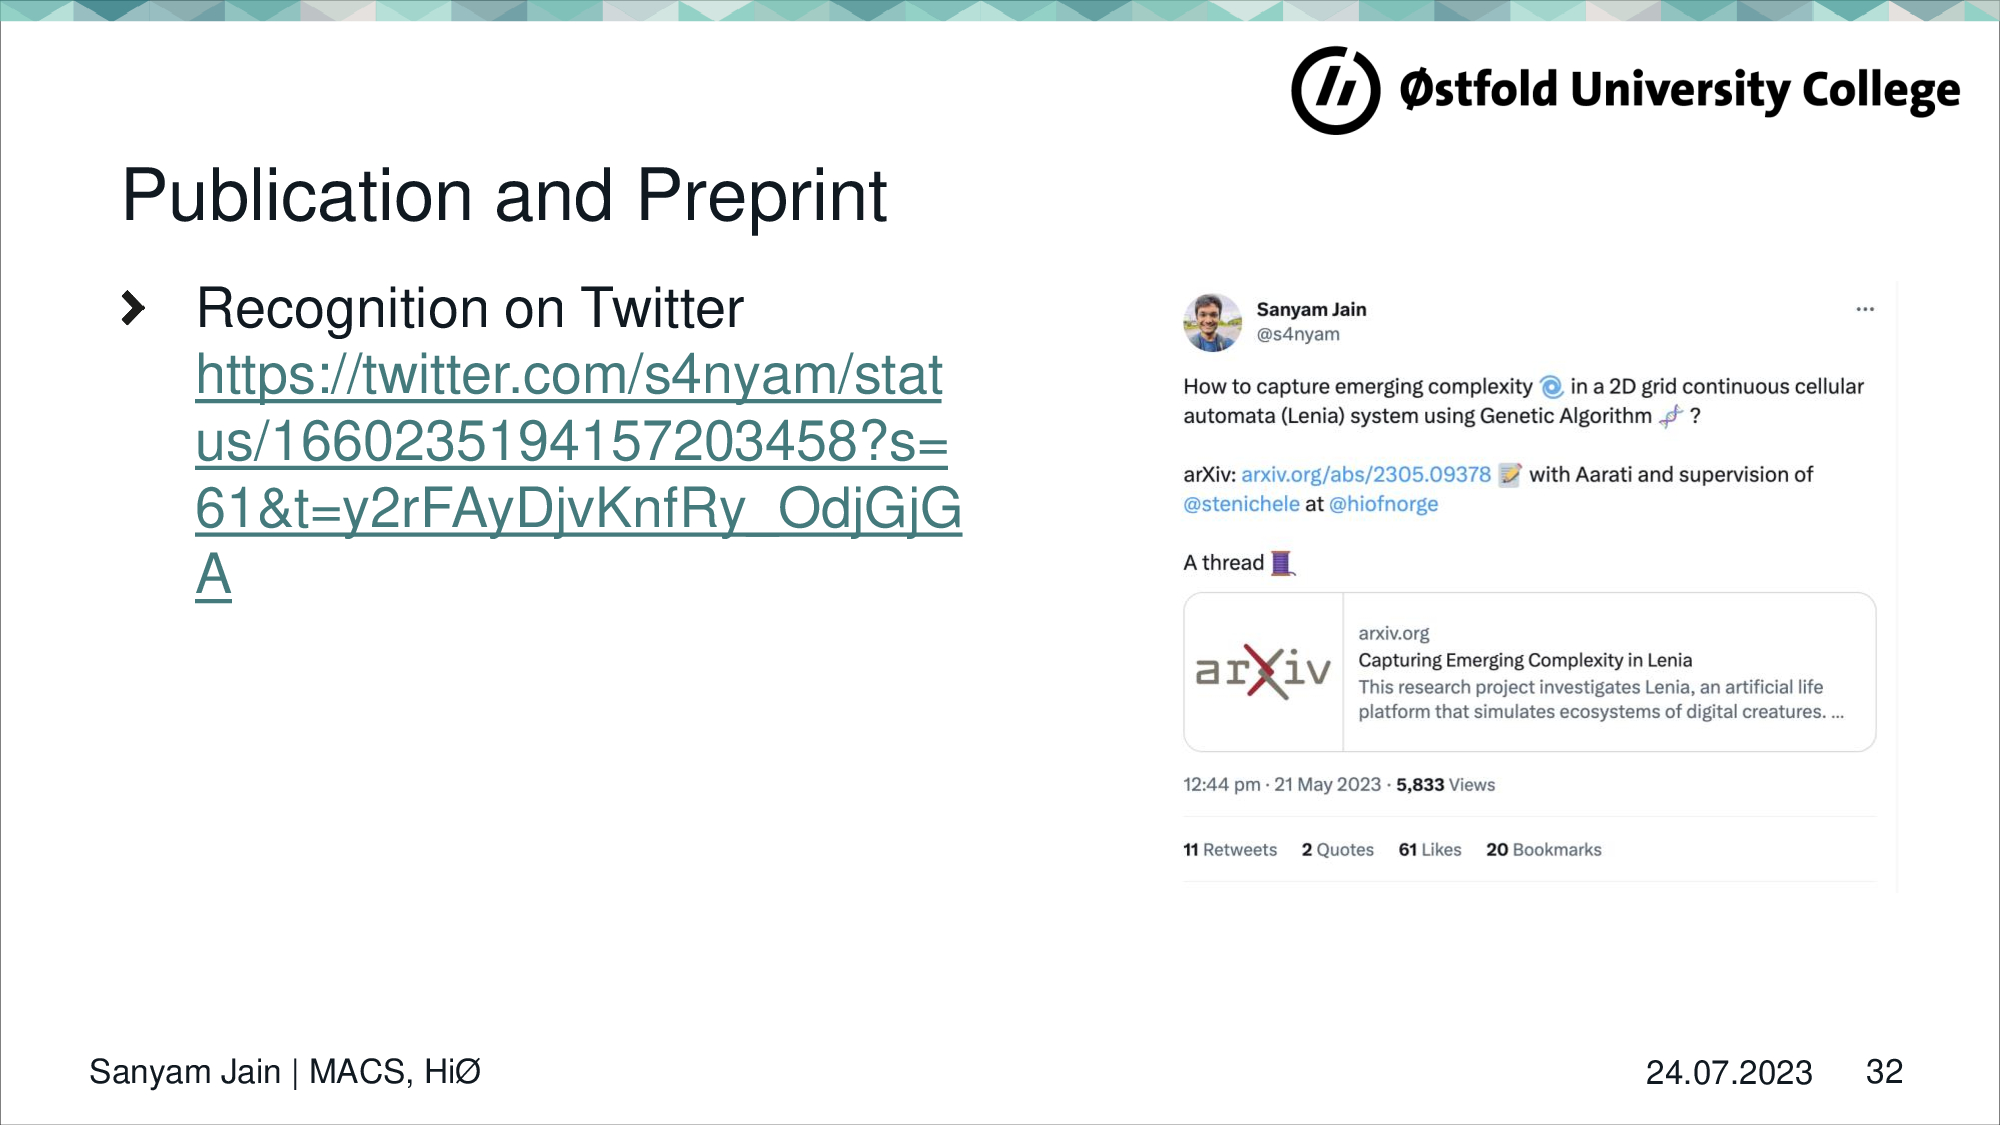 Østfold University College
Publication and Preprint
Recognition on Twitter
https://twitter.com/s4nyam/stat
us/1660235194157203458?s=
61&t=y2rFAyDjvKnfRy_OdjGjG
A
Sanyam Jain
@s4nyam
How to capture emerging complexity 🌀 in a 2D grid continuous cellular
automata (Lenia) system using Genetic Algorithm 🧬 ?
arXiv: arxiv.org/abs/2305.09378 📝 with Aarati and supervision of
@stenichele at @hiofnorge
A thread 🧵
arXiv
arxiv.org
Capturing Emerging Complexity in Lenia
This research project investigates Lenia, an artificial life
platform that simulates ecosystems of digital creatures. ...
12:44 pm · 21 May 2023 · 5,833 Views
11 Retweets 2 Quotes 61 Likes 20 Bookmarks
Sanyam Jain | MACS, HiØ
24.07.2023 32